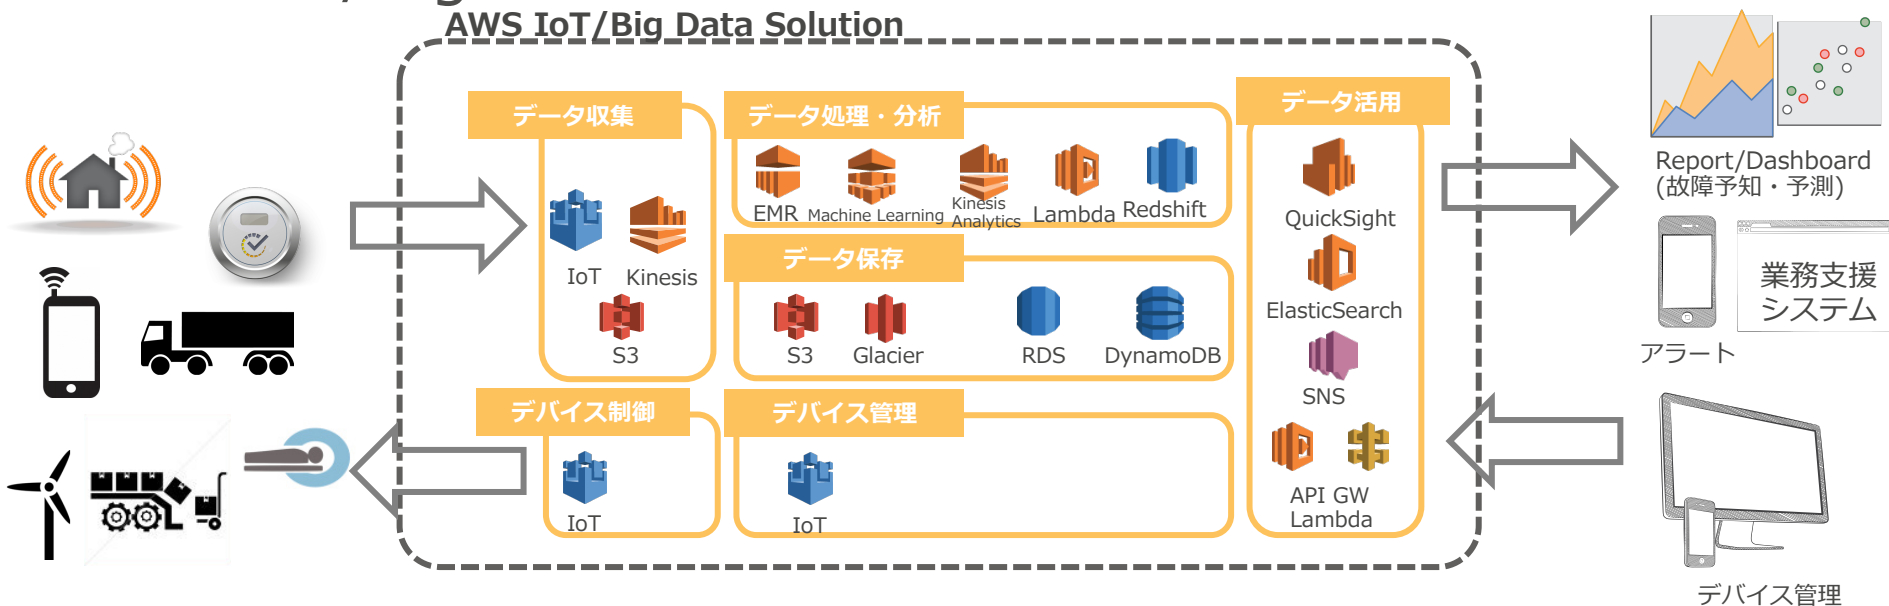 AWS IoT/Big Data Solution
データ収集
IoT
Kinesis
S3
データ処理・分析
EMR
Machine Learning
Kinesis
Analytics
Lambda
Redshift
データ保存
S3
Glacier
RDS
DynamoDB
デバイス制御
IoT
デバイス管理
IoT
データ活用
QuickSight
ElasticSearch
SNS
API GW
Lambda
Report/Dashboard
(故障予知・予測)
業務支援
システム
アラート
デバイス管理